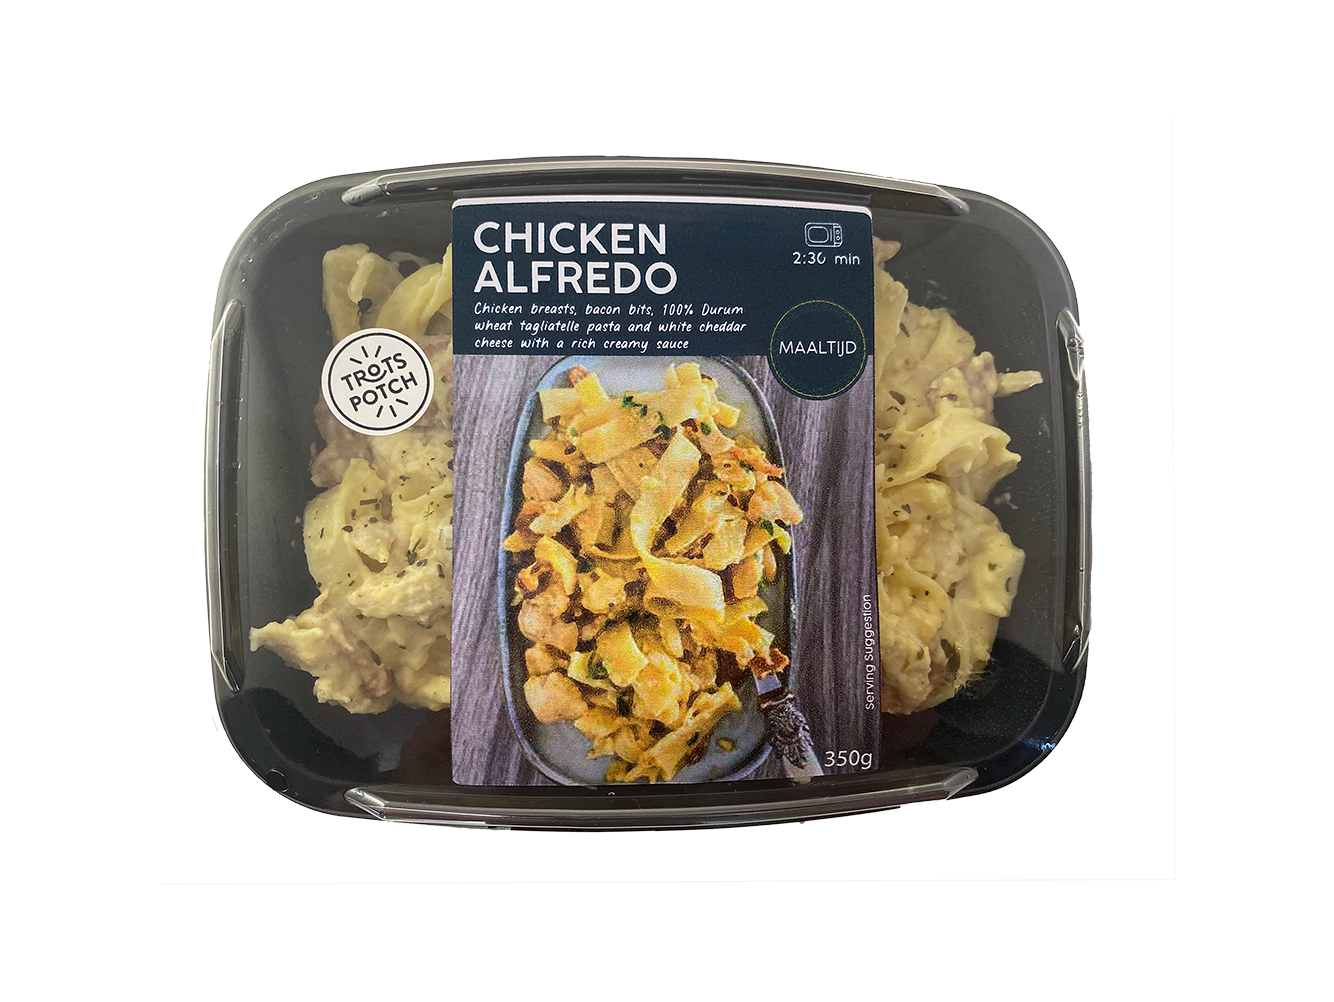 CHICKEN
ALFREDO
2:30 min
Chicken breasts, bacon bits, 100% Durum
wheat tagliatelle pasta and white cheddar
cheese with a rich creamy sauce
MAALTIJD
TROTS
POTCH
Serving Suggestion
350g